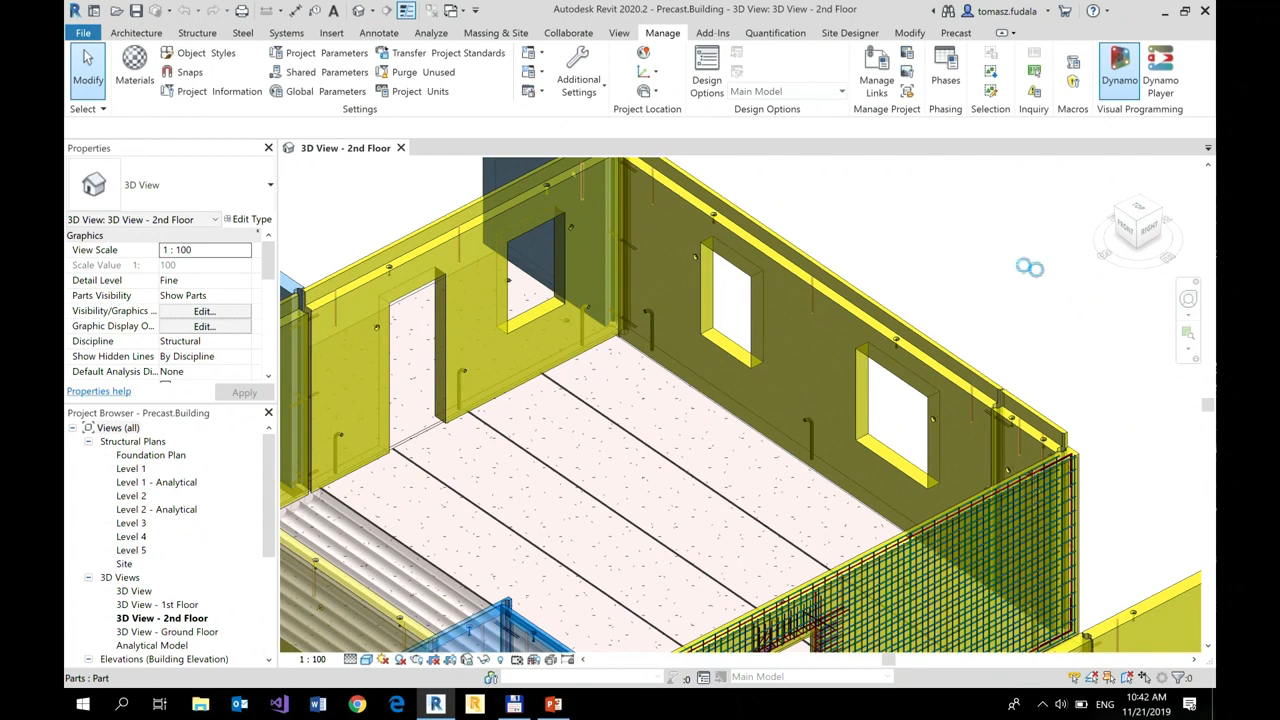 Autodesk Revit 2020.2 - Precast.Building - 3D View: 3D View - 2nd Floor
tomasz.fudala
File Architecture Structure Steel Systems Insert Annotate Analyze Massing & Site Collaborate View Manage Add-Ins Quantification Site Designer Modify Precast
Modify
Select
Materials
Object Styles
Snaps
Project Information
Project Parameters
Shared Parameters
Global Parameters
Transfer Project Standards
Purge Unused
Project Units
Settings
Additional
Settings
Project Location
Design
Options
Main Model
Design Options
Manage
Links
Manage Project
Phases
Phasing
Selection
Inquiry
Macros
Dynamo
Dynamo
Player
Visual Programming
Properties
3D View - 2nd Floor
3D View
3D View: 3D View - 2nd Floor
Edit Type
Graphics
View Scale 1 : 100
Scale Value 1: 100
Detail Level Fine
Parts Visibility Show Parts
Visibility/Graphics ... Edit...
Graphic Display O... Edit...
Discipline Structural
Show Hidden Lines By Discipline
Default Analysis Di... None
Properties help
Apply
Project Browser - Precast.Building
Views (all)
Structural Plans
Foundation Plan
Level 1
Level 1 - Analytical
Level 2
Level 2 - Analytical
Level 3
Level 4
Level 5
Site
3D Views
3D View
3D View - 1st Floor
3D View - 2nd Floor
3D View - Ground Floor
Analytical Model
Elevations (Building Elevation)
TOP
FRONT
RIGHT
1 : 100
Parts : Part
:0
Main Model
:0
10:42 AM
11/21/2019